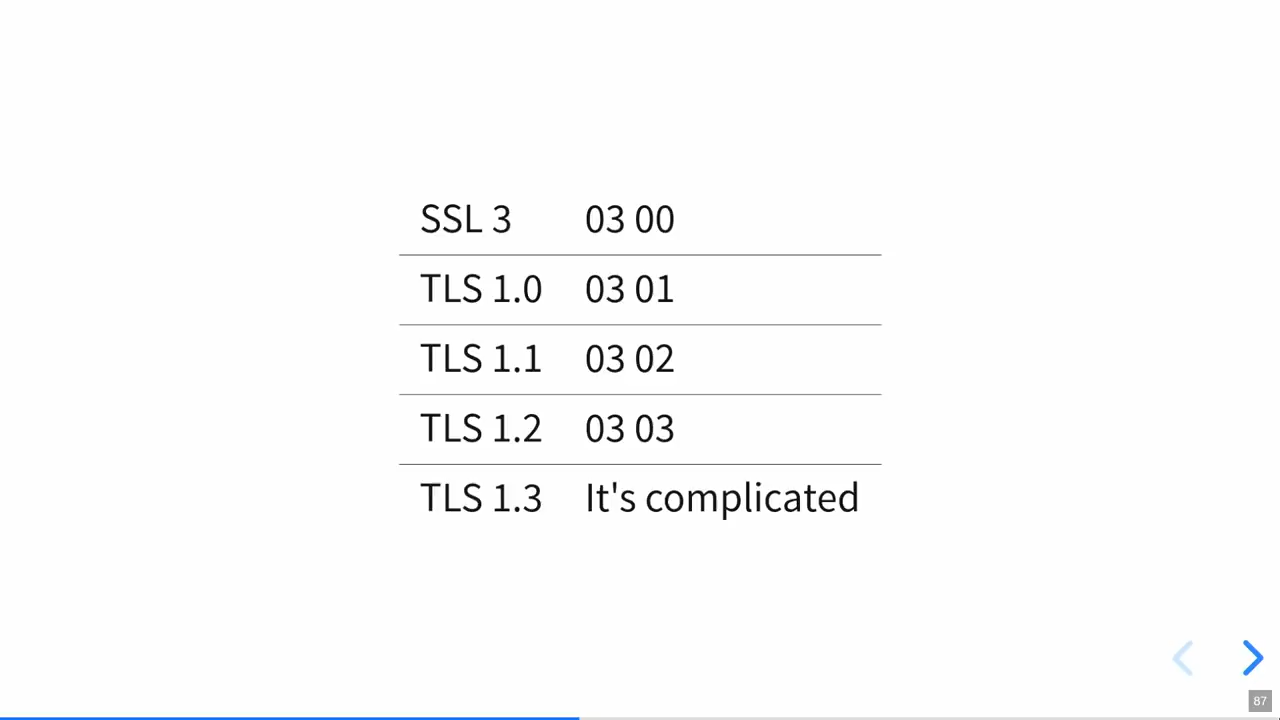 SSL 3 03 00
TLS 1.0 03 01
TLS 1.1 03 02
TLS 1.2 03 03
TLS 1.3 It's complicated
87